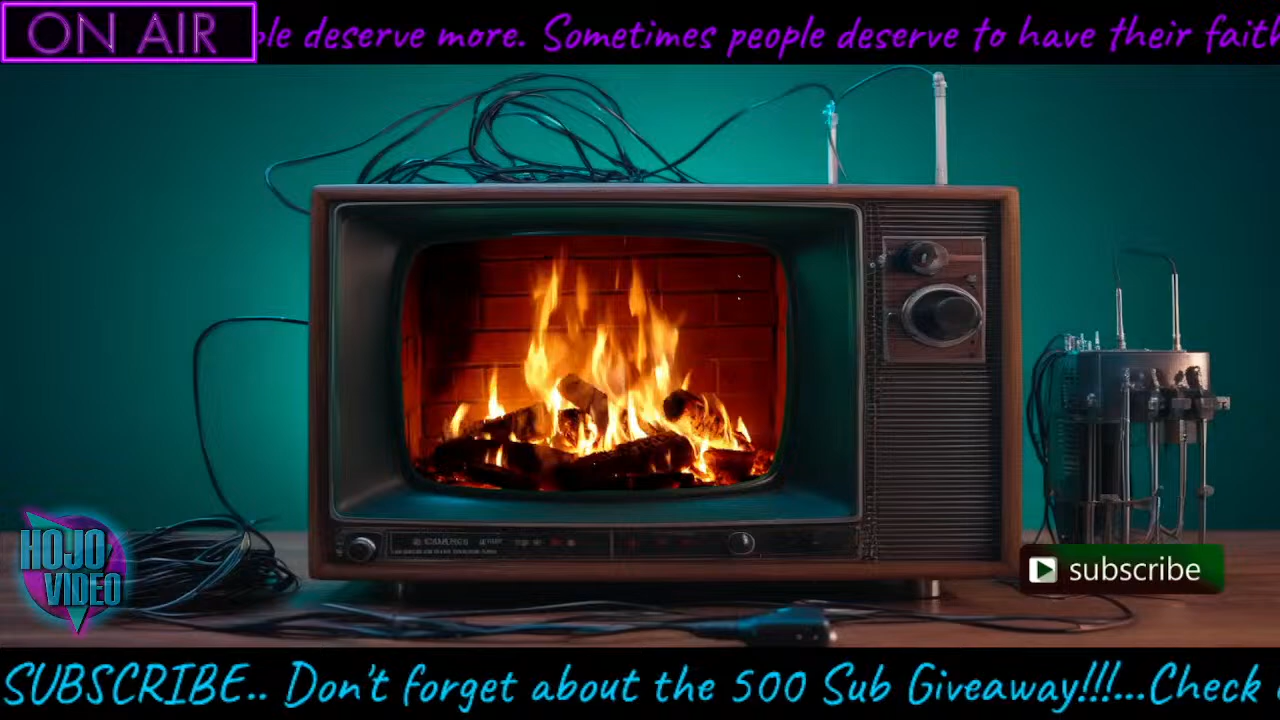 ON AIR
ple deserve more. Sometimes people deserve to have their faith
HOJO
VIDEO
subscribe
SUBSCRIBE.. Don't forget about the 500 Sub Giveaway!!!...Check